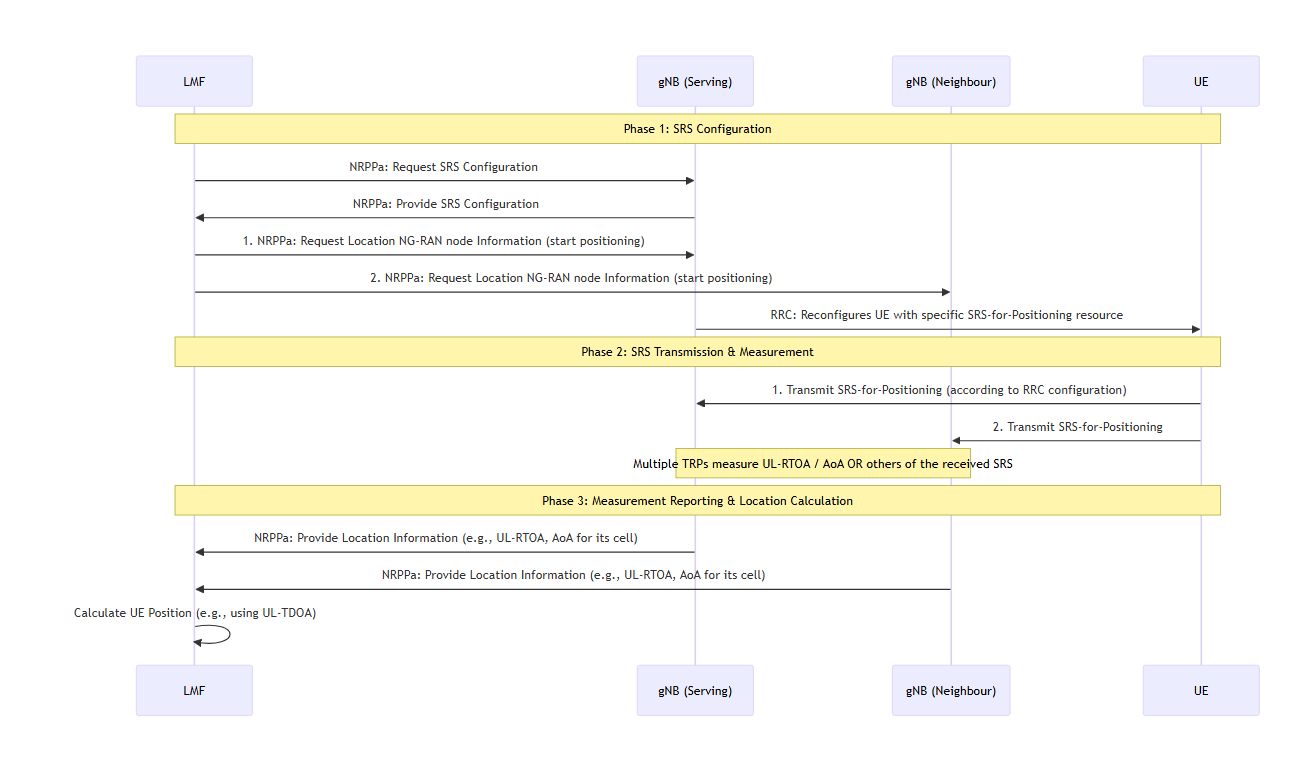 LMF
gNB (Serving)
gNB (Neighbour)
UE
Phase 1: SRS Configuration
NRPPa: Request SRS Configuration
NRPPa: Provide SRS Configuration
1. NRPPa: Request Location NG-RAN node Information (start positioning)
2. NRPPa: Request Location NG-RAN node Information (start positioning)
RRC: Reconfigures UE with specific SRS-for-Positioning resource
Phase 2: SRS Transmission & Measurement
1. Transmit SRS-for-Positioning (according to RRC configuration)
2. Transmit SRS-for-Positioning
Multiple TRPs measure UL-RTOA / AoA OR others of the received SRS
Phase 3: Measurement Reporting & Location Calculation
NRPPa: Provide Location Information (e.g., UL-RTOA, AoA for its cell)
NRPPa: Provide Location Information (e.g., UL-RTOA, AoA for its cell)
Calculate UE Position (e.g., using UL-TDOA)
LMF
gNB (Serving)
gNB (Neighbour)
UE